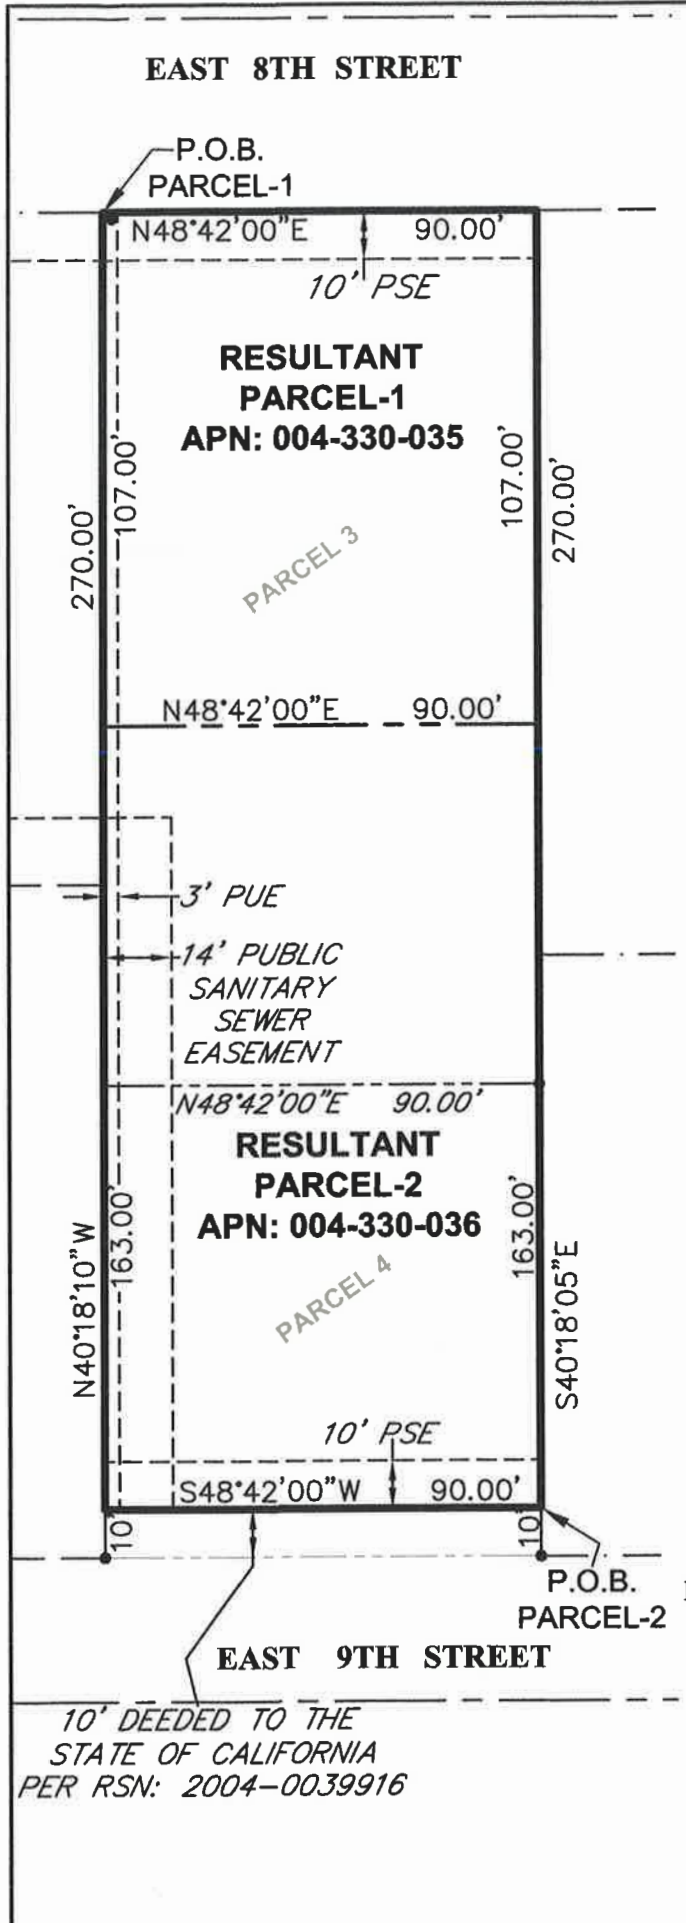 EAST 8TH STREET
P.O.B.
PARCEL-1
N48°42'00"E 90.00'
10' PSE
RESULTANT
PARCEL-1
APN: 004-330-035
270.00'
107.00'
107.00'
270.00'
PARCEL 3
N48°42'00"E 90.00'
3' PUE
14' PUBLIC
SANITARY
SEWER
EASEMENT
N48°42'00"E 90.00'
RESULTANT
PARCEL-2
APN: 004-330-036
N40°18'10"W
163.00'
163.00'
S40°18'05"E
PARCEL 4
10' PSE
S48°42'00"W 90.00'
10'
10'
P.O.B.
PARCEL-2
EAST 9TH STREET
10' DEEDED TO THE
STATE OF CALIFORNIA
PER RSN: 2004-0039916